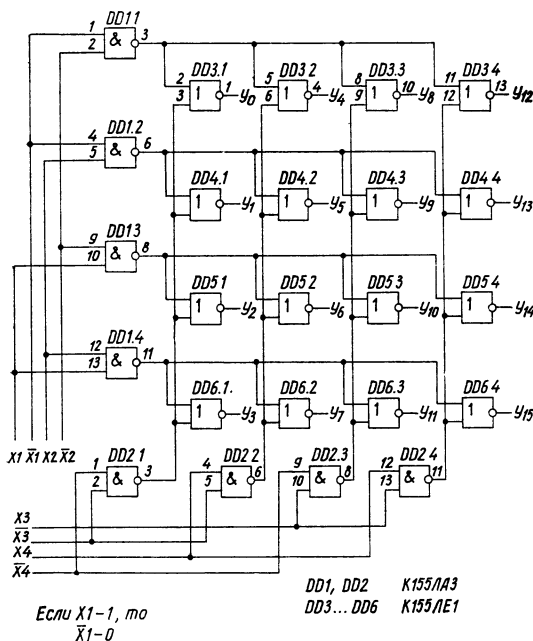 DD1 1
1 & 3
2
DD3.1 DD3 2 DD3.3 DD3 4
2 1 1 5 1 4 8 1 10 11 1 13
3 6 9 12
y0 y4 y8 y12
DD1.2
4 & 6
5
DD4.1 DD4.2 DD4.3 DD4 4
1 y1 1 y5 1 y9 1 y13
DD1 3
9 & 8
10
DD5 1 DD5 2 DD5 3 DD5 4
1 y2 1 y6 1 y10 1 y14
DD1.4
12 & 11
13
DD6.1. DD6.2 DD6.3 DD6 4
1 y3 1 y7 1 y11 1 y15
X1 X̅1 X2 X̅2
DD2 1 DD2 2 DD2.3 DD2 4
1 & 3 4 & 6 9 & 8 12 & 11
2 5 10 13
X3
X̅3
X4
X̅4
DD1, DD2 К155ЛА3
DD3...DD6 К155ЛЕ1
Если X1-1, то
X̅1-0